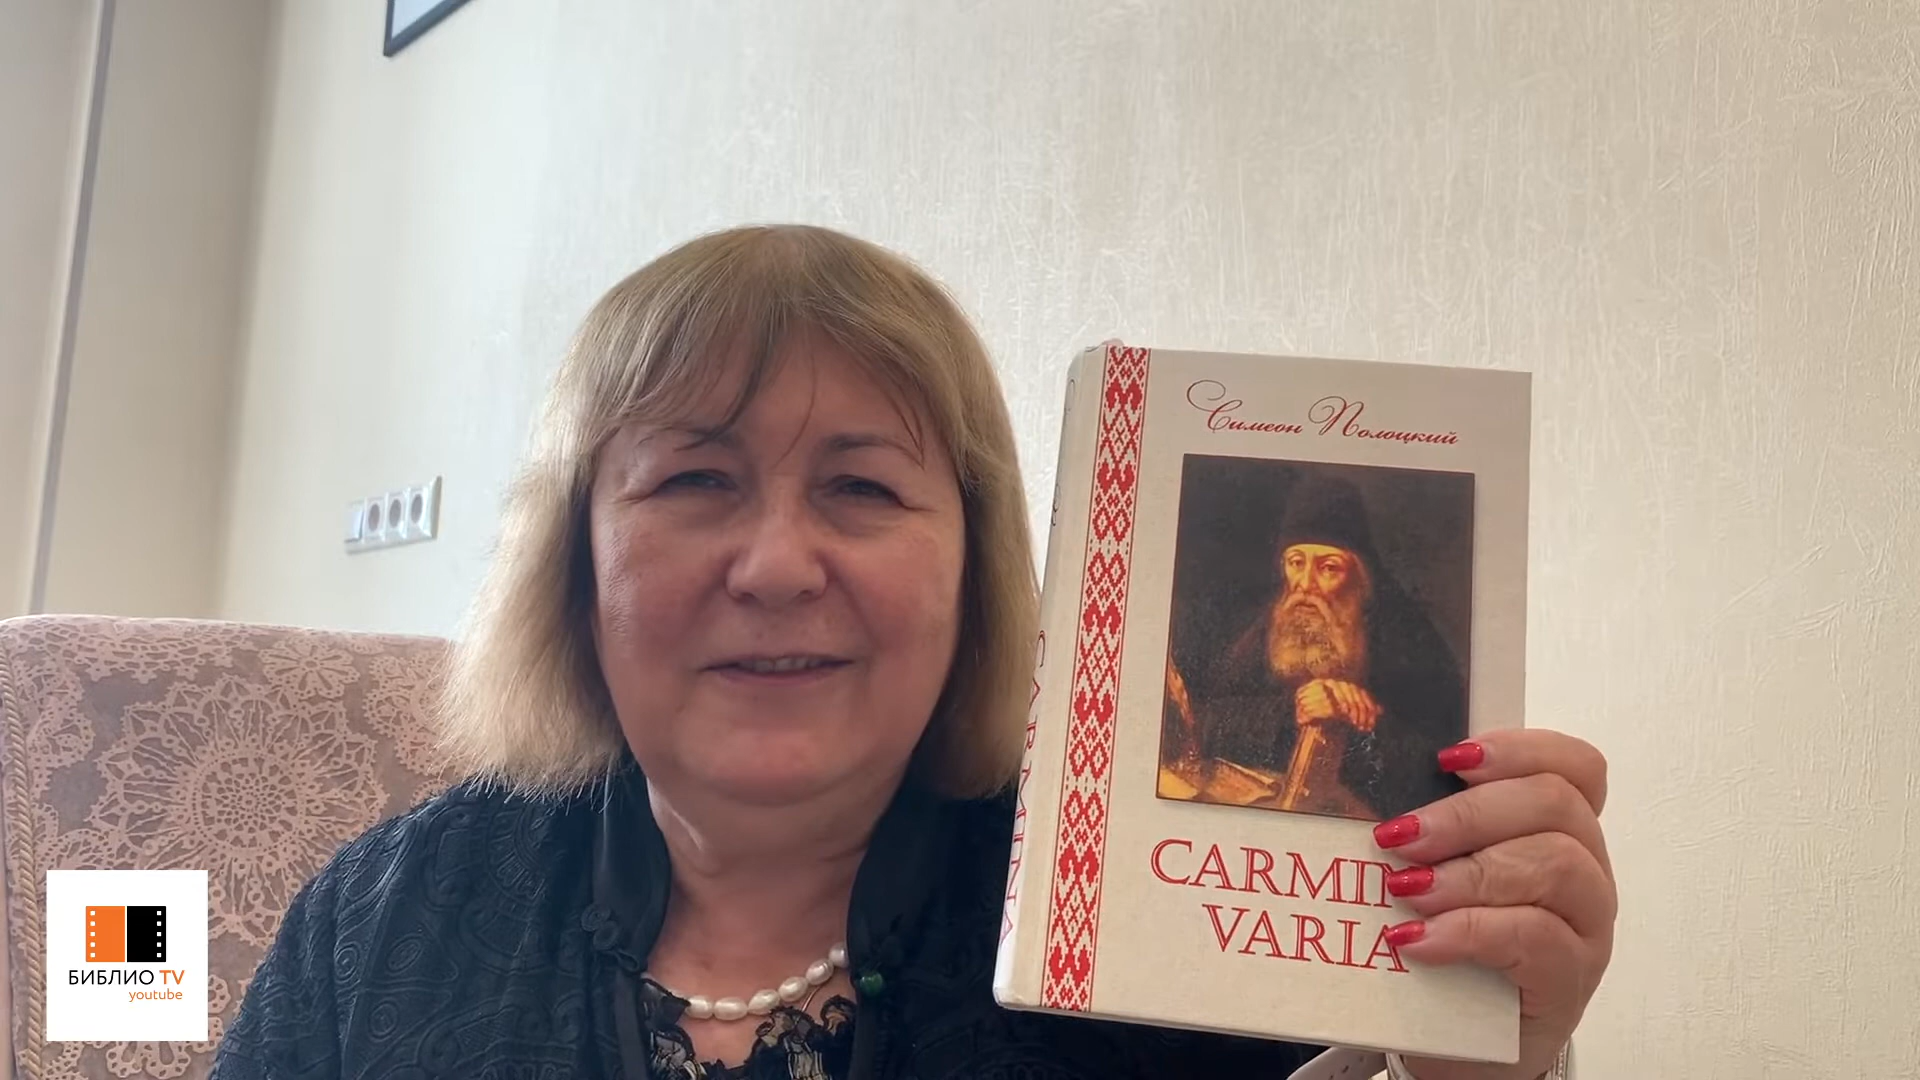 Симеон Полоцкий
CARMINA
CARMIN
VARIA
БИБЛИО TV
youtube